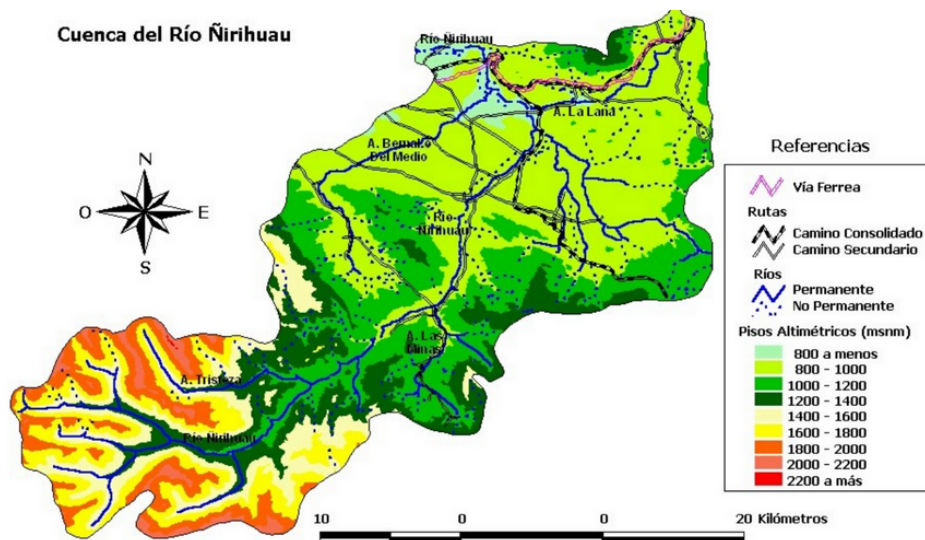 Cuenca del Río Ñirihuau
Río Ñirihuau
A. La Lana
A. Bernal.o
Del Medio
Río
Ñirihuau
A. Las
Minas
A. Tristeza
Río Ñirihuau
N
O
E
S
Referencias
Vía Ferrea
Rutas
Camino Consolidado
Camino Secundario
Ríos
Permanente
No Permanente
Pisos Altimétricos (msnm)
800 a menos
800 - 1000
1000 - 1200
1200 - 1400
1400 - 1600
1600 - 1800
1800 - 2000
2000 - 2200
2200 a más
10 0 0 20 Kilómetros